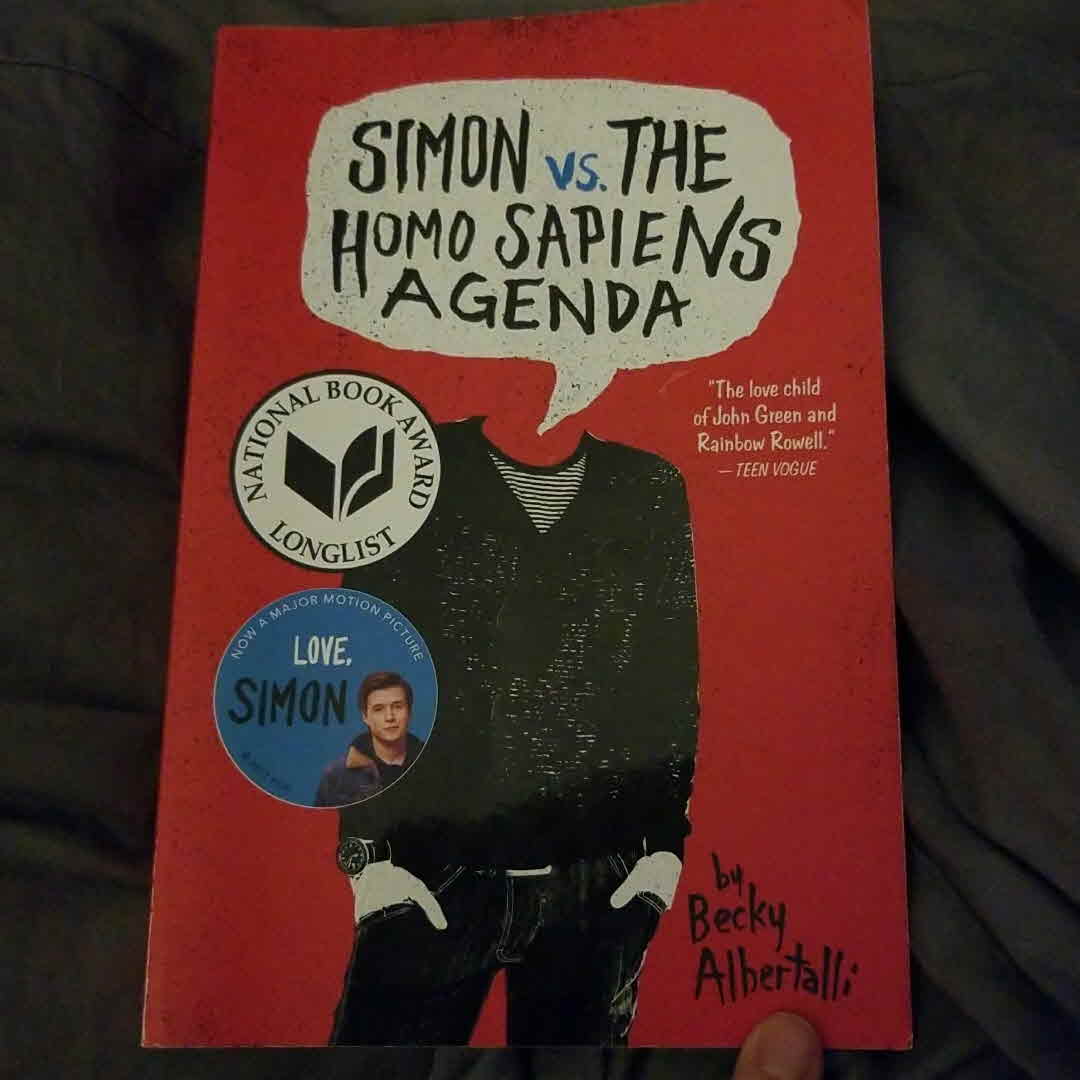 SIMON VS. THE
HOMO SAPIENS
AGENDA
"The love child
of John Green and
Rainbow Rowell."
— TEEN VOGUE
NATIONAL BOOK AWARD
LONGLIST
NOW A MAJOR MOTION PICTURE
LOVE,
SIMON
by
Becky
Albertalli